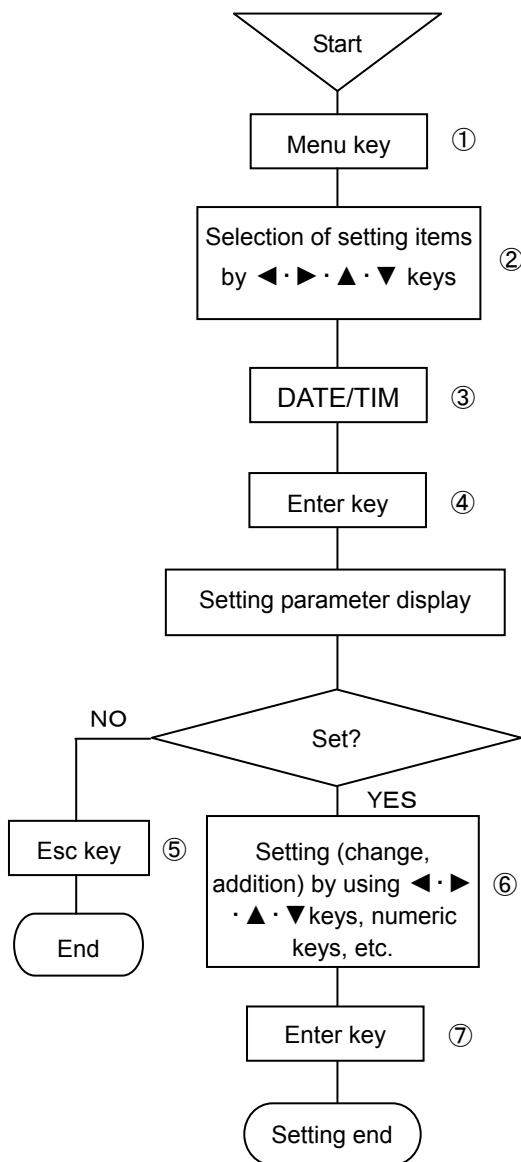 Start
Menu key ①
Selection of setting items
by ◀・▶・▲・▼ keys ②
DATE/TIM ③
Enter key ④
Setting parameter display
Set?
NO
YES
Esc key ⑤
End
Setting (change,
addition) by using ◀・▶ ⑥
・▲・▼keys, numeric
keys, etc.
Enter key ⑦
Setting end